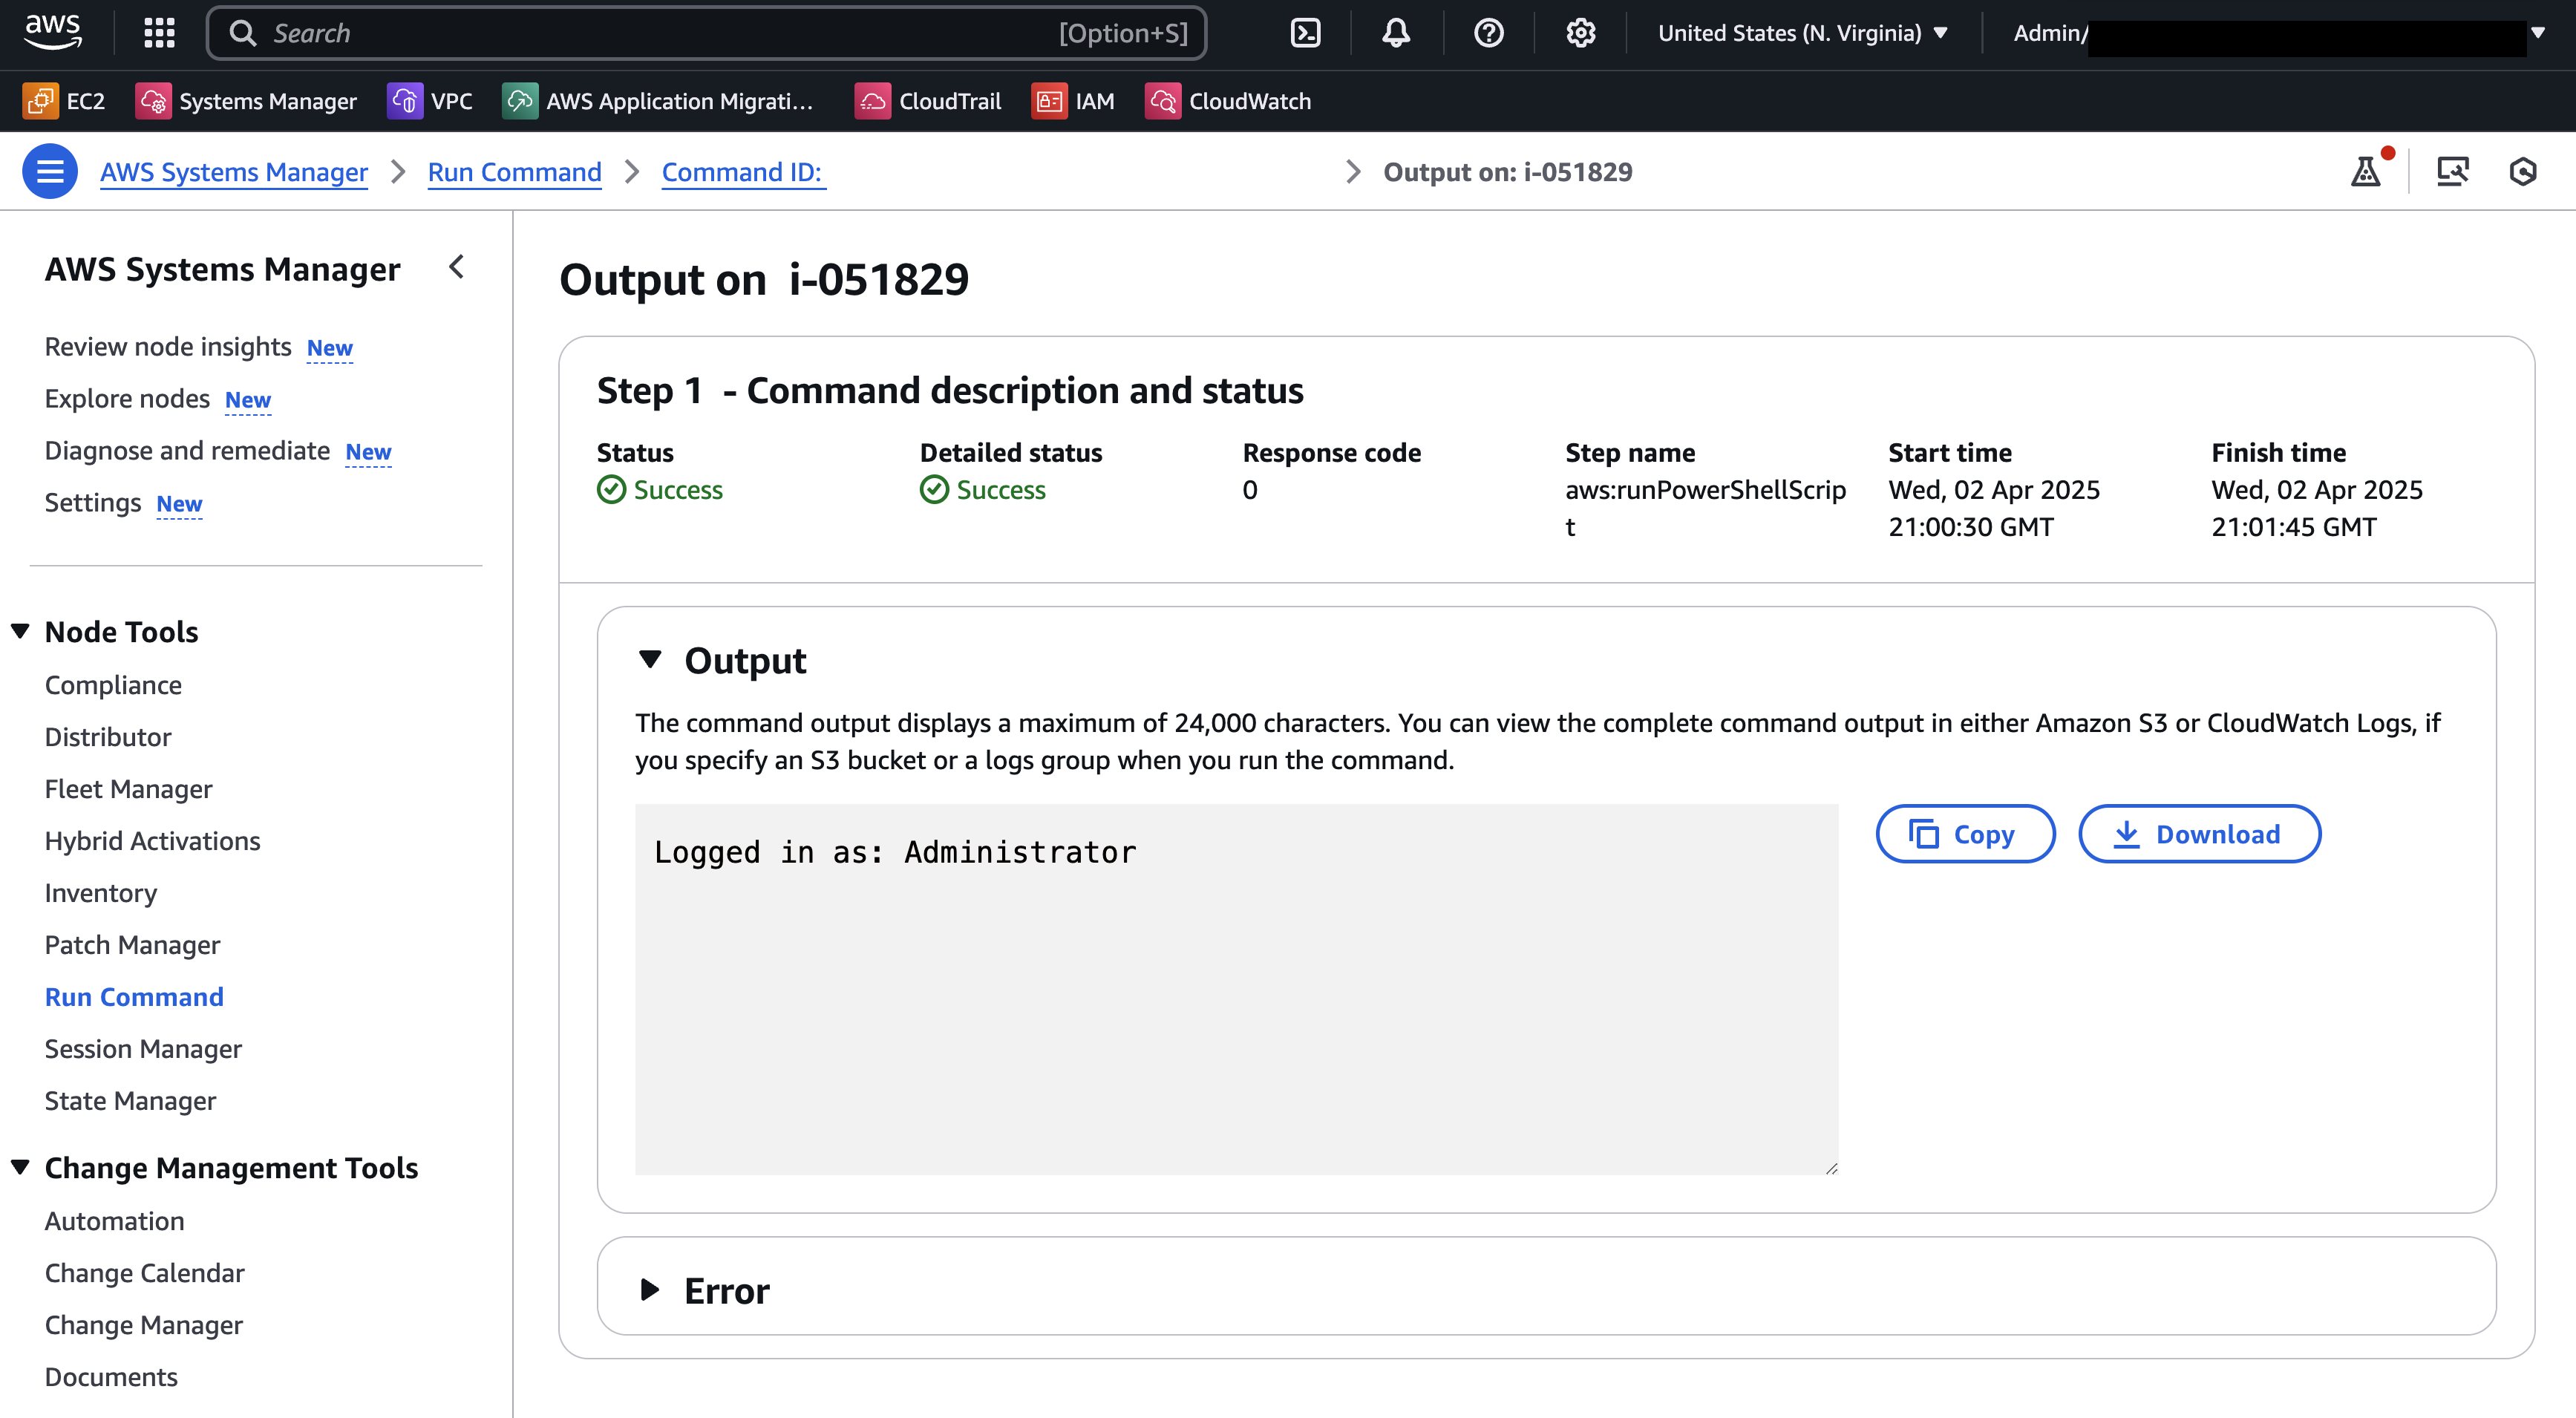 aws
Search [Option+S] United States (N. Virginia) Admin/
EC2 Systems Manager VPC AWS Application Migrati... CloudTrail IAM CloudWatch
AWS Systems Manager Run Command Command ID: Output on: i-051829
AWS Systems Manager
Review node insights New
Explore nodes New
Diagnose and remediate New
Settings New
Node Tools
Compliance
Distributor
Fleet Manager
Hybrid Activations
Inventory
Patch Manager
Run Command
Session Manager
State Manager
Change Management Tools
Automation
Change Calendar
Change Manager
Documents
Output on i-051829
Step 1 - Command description and status
Status
Success
Detailed status
Success
Response code
0
Step name
aws:runPowerShellScrip
t
Start time
Wed, 02 Apr 2025
21:00:30 GMT
Finish time
Wed, 02 Apr 2025
21:01:45 GMT
Output
The command output displays a maximum of 24,000 characters. You can view the complete command output in either Amazon S3 or CloudWatch Logs, if
you specify an S3 bucket or a logs group when you run the command.
Logged in as: Administrator
Copy Download
Error